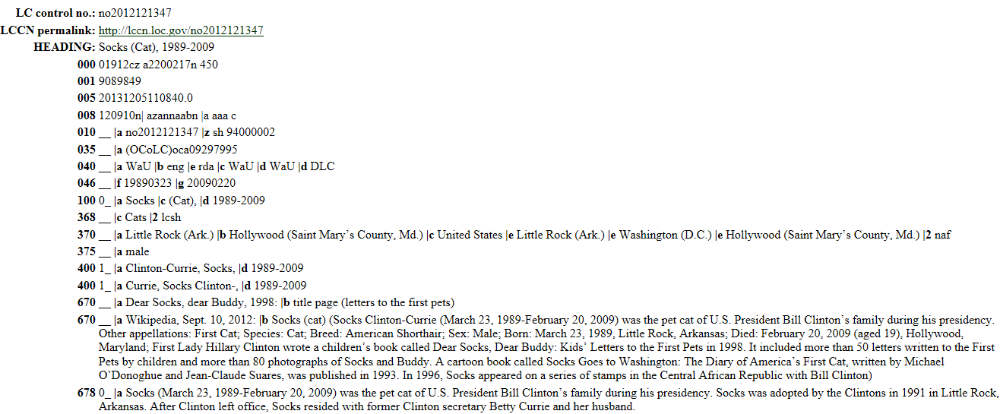 LC control no.: no2012121347
LCCN permalink: http://lccn.loc.gov/no2012121347
HEADING: Socks (Cat), 1989-2009
000 01912cz a2200217n 450
001 9089849
005 20131205110840.0
008 120910n| azannaabn |a aaa c
010 __ |a no2012121347 |z sh 94000002
035 __ |a (OCoLC)oca09297995
040 __ |a WaU |b eng |e rda |c WaU |d WaU |d DLC
046 __ |f 19890323 |g 20090220
100 0_ |a Socks |c (Cat), |d 1989-2009
368 __ |c Cats |2 lcsh
370 __ |a Little Rock (Ark.) |b Hollywood (Saint Mary’s County, Md.) |c United States |e Little Rock (Ark.) |e Washington (D.C.) |e Hollywood (Saint Mary’s County, Md.) |2 naf
375 __ |a male
400 1_ |a Clinton-Currie, Socks, |d 1989-2009
400 1_ |a Currie, Socks Clinton-, |d 1989-2009
670 __ |a Dear Socks, dear Buddy, 1998: |b title page (letters to the first pets)
670 __ |a Wikipedia, Sept. 10, 2012: |b Socks (cat) (Socks Clinton-Currie (March 23, 1989-February 20, 2009) was the pet cat of U.S. President Bill Clinton’s family during his presidency.
Other appellations: First Cat; Species: Cat; Breed: American Shorthair; Sex: Male; Born: March 23, 1989, Little Rock, Arkansas; Died: February 20, 2009 (aged 19), Hollywood,
Maryland; First Lady Hillary Clinton wrote a children’s book called Dear Socks, Dear Buddy: Kids’ Letters to the First Pets in 1998. It included more than 50 letters written to the First
Pets by children and more than 80 photographs of Socks and Buddy. A cartoon book called Socks Goes to Washington: The Diary of America’s First Cat, written by Michael
O’Donoghue and Jean-Claude Suares, was published in 1993. In 1996, Socks appeared on a series of stamps in the Central African Republic with Bill Clinton)
678 0_ |a Socks (March 23, 1989-February 20, 2009) was the pet cat of U.S. President Bill Clinton’s family during his presidency. Socks was adopted by the Clintons in 1991 in Little Rock,
Arkansas. After Clinton left office, Socks resided with former Clinton secretary Betty Currie and her husband.